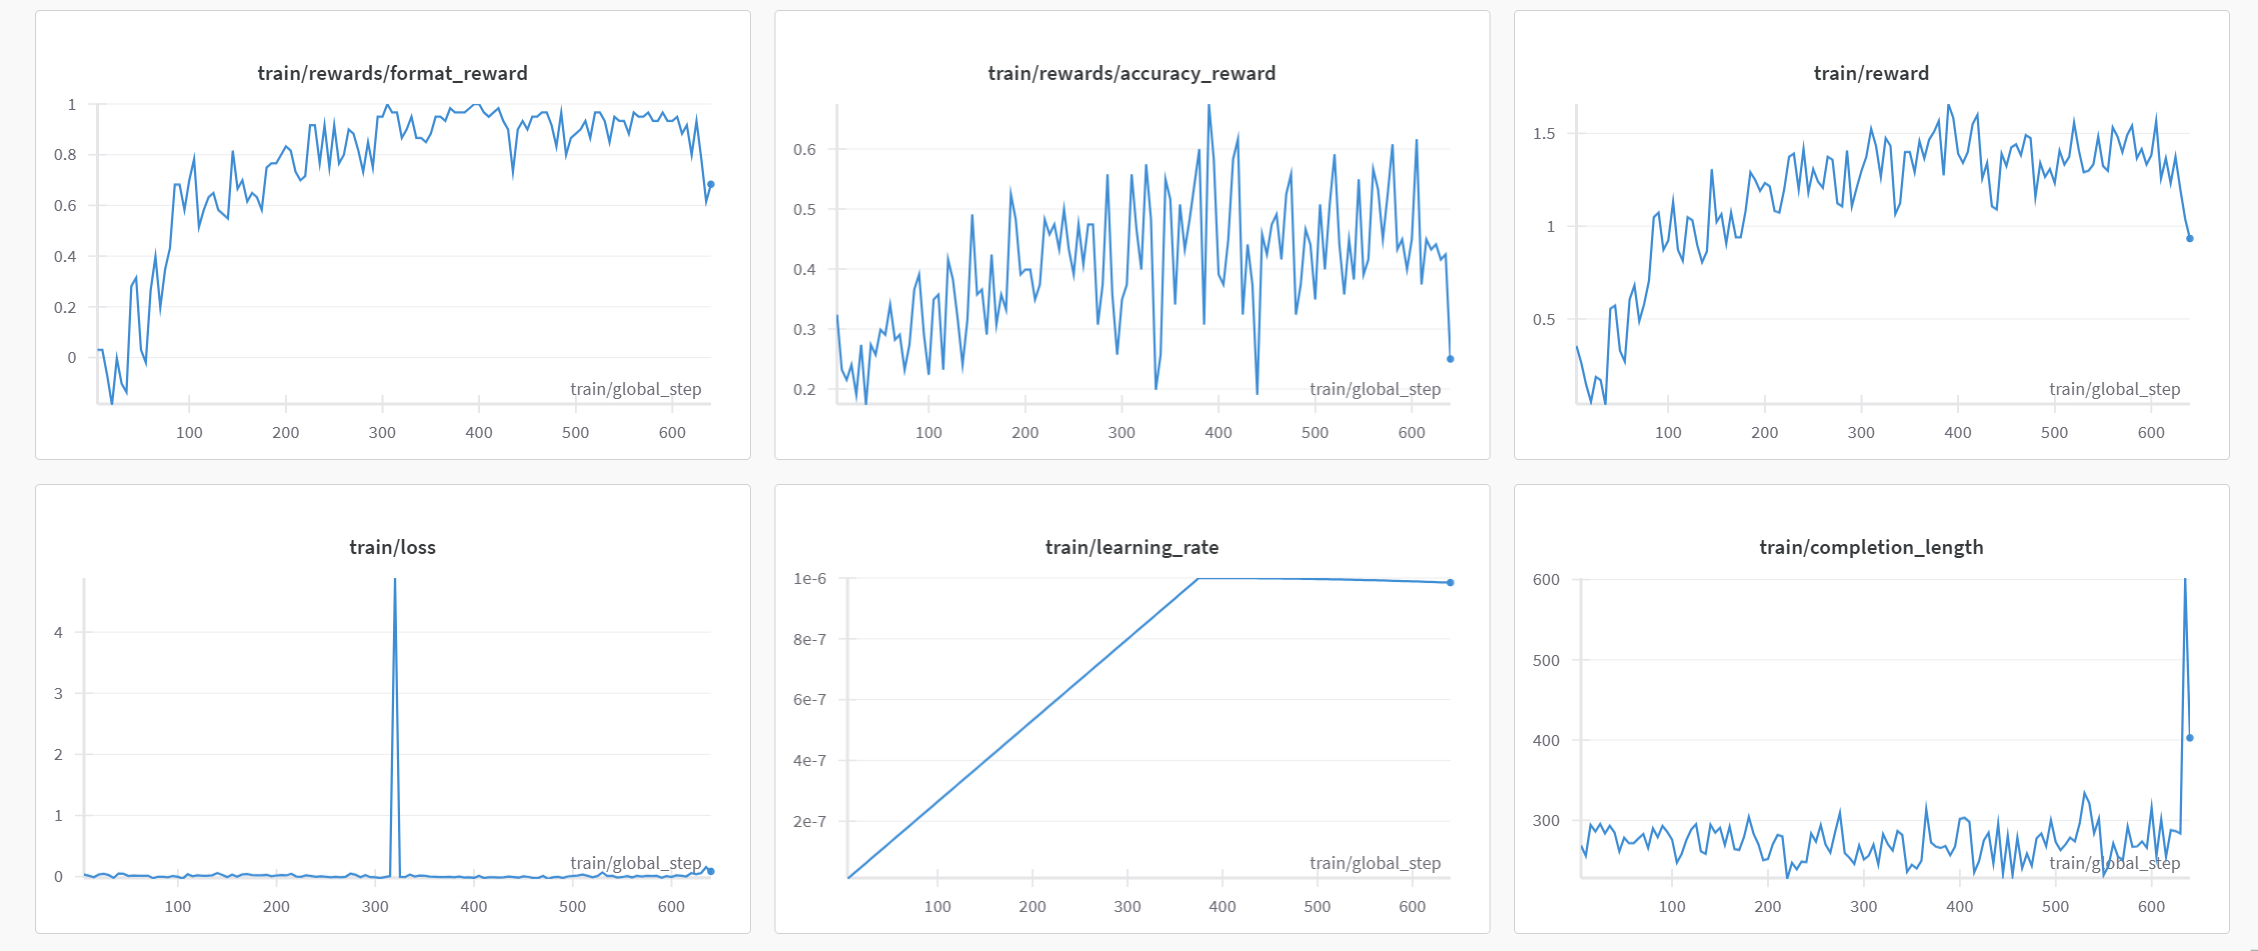 train/rewards/format_reward
1
0.8
0.6
0.4
0.2
0
train/global_step
100 200 300 400 500 600
train/rewards/accuracy_reward
0.6
0.5
0.4
0.3
0.2
train/global_step
100 200 300 400 500 600
train/reward
1.5
1
0.5
train/global_step
100 200 300 400 500 600
train/loss
4
3
2
1
0
train/global_step
100 200 300 400 500 600
train/learning_rate
1e-6
8e-7
6e-7
4e-7
2e-7
train/global_step
100 200 300 400 500 600
train/completion_length
600
500
400
300
train/global_step
100 200 300 400 500 600